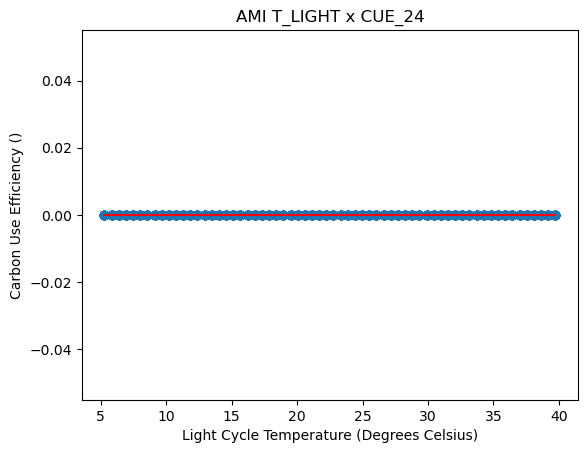 AMI T_LIGHT x CUE_24
Carbon Use Efficiency ()
0.04
0.02
0.00
−0.02
−0.04
5 10 15 20 25 30 35 40
Light Cycle Temperature (Degrees Celsius)